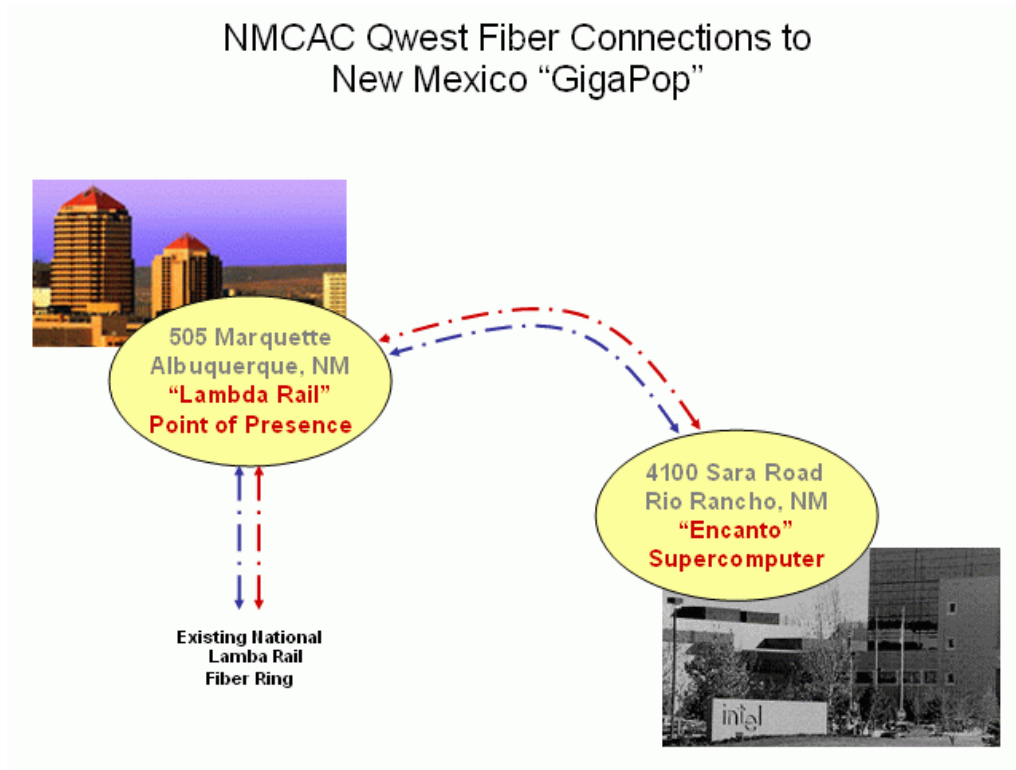 NMCAC Qwest Fiber Connections to
New Mexico “GigaPop”
505 Marquette
Albuquerque, NM
“Lambda Rail”
Point of Presence
4100 Sara Road
Rio Rancho, NM
“Encanto”
Supercomputer
Existing National
Lamba Rail
Fiber Ring
intel